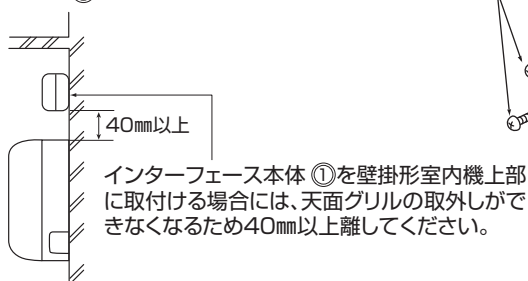 40㎜以上
インターフェース本体 ①を壁掛形室内機上部
に取付ける場合には、天面グリルの取外しがで
きなくなるため40㎜以上離してください。